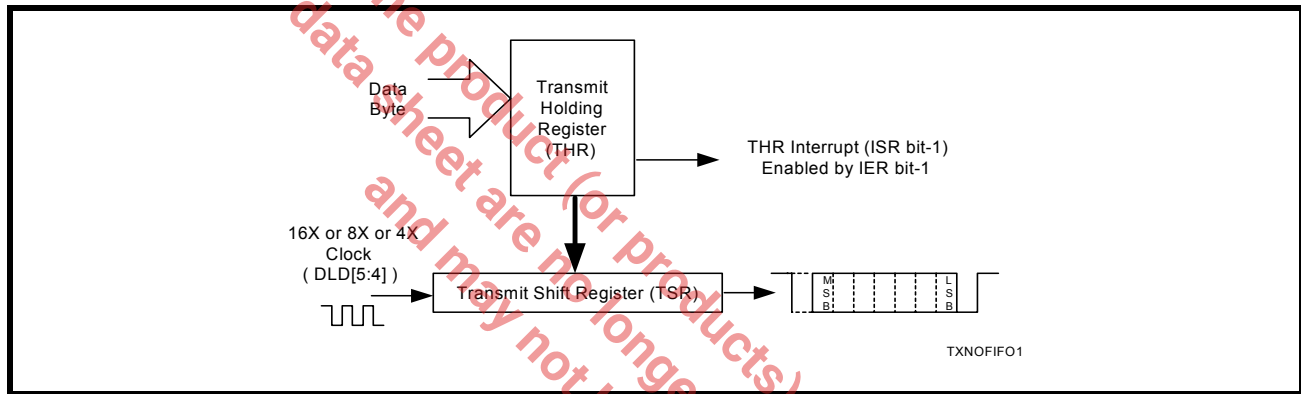 Data
Byte
Transmit
Holding
Register
(THR)
THR Interrupt (ISR bit-1)
Enabled by IER bit-1
16X or 8X or 4X
Clock
( DLD[5:4] )
Transmit Shift Register (TSR)
M
S
B
L
S
B
TXNOFIFO1
he product (or products)
data sheet are no longe
and may not